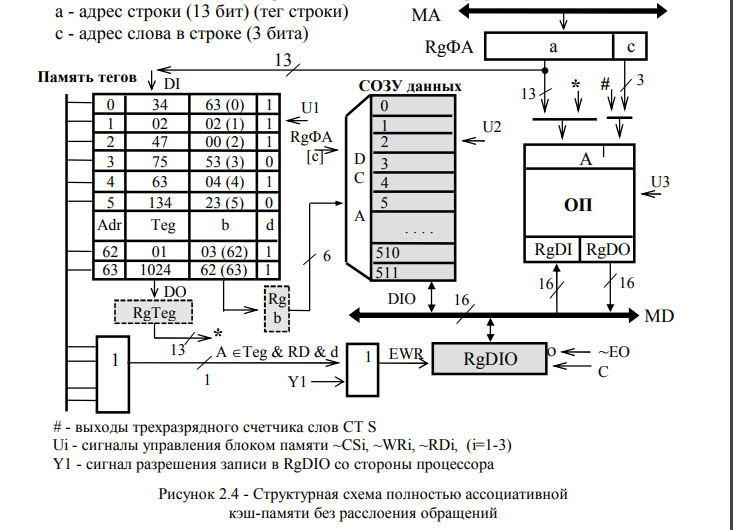 а - адрес строки (13 бит) (тег строки)
с - адрес слова в строке (3 бита)
MA
RgФА
a c
13
3
Память тегов
DI
СОЗУ данных
13
*
#
0 34 63 (0) 1
1 02 02 (1) 1
2 47 00 (2) 1
3 75 53 (3) 0
4 63 04 (4) 1
5 134 23 (5) 0
Adr Teg b d
62 01 03 (62) 1
63 1024 62 (63) 1
U1
RgФА
[c]
D
C
A
0
1
2
3
4
5
. . . .
510
511
U2
A
ОП
U3
RgDI RgDO
6
DO
RgTeg
Rg
b
DIO
16
16
16
MD
13
*
1
A ∈Teg & RD & d
1
Y1
1
EWR
RgDIO
o
~EO
C
# - выходы трехразрядного счетчика слов CT S
Ui - сигналы управления блоком памяти ~CSi, ~WRi, ~RDi, (i=1-3)
Y1 - сигнал разрешения записи в RgDIO со стороны процессора
Рисунок 2.4 - Структурная схема полностью ассоциативной
кэш-памяти без расслоения обращений